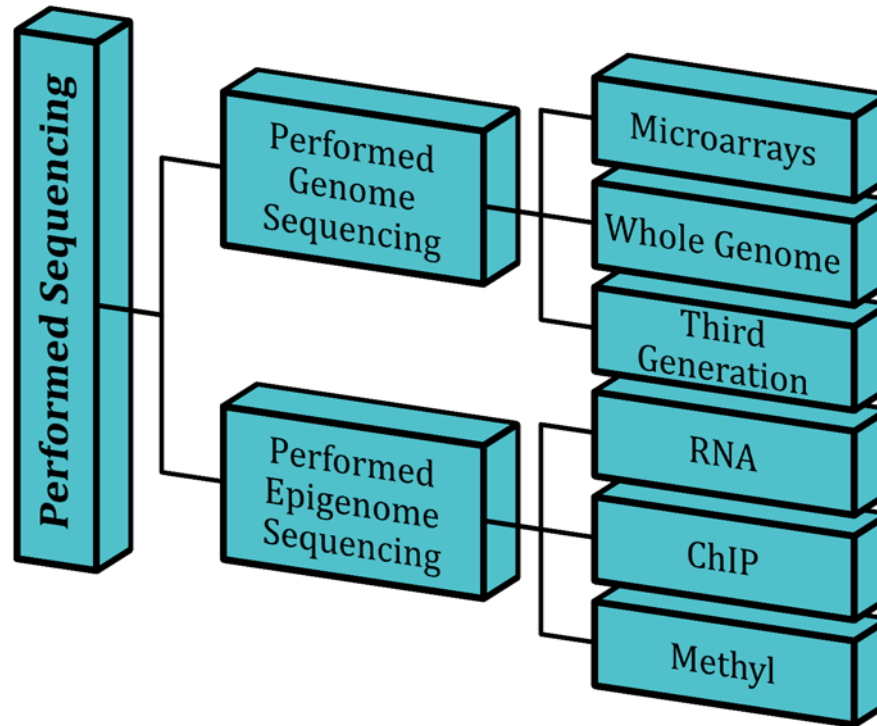 Performed Sequencing
Performed
Genome
Sequencing
Performed
Epigenome
Sequencing
Microarrays
Whole Genome
Third
Generation
RNA
ChIP
Methyl